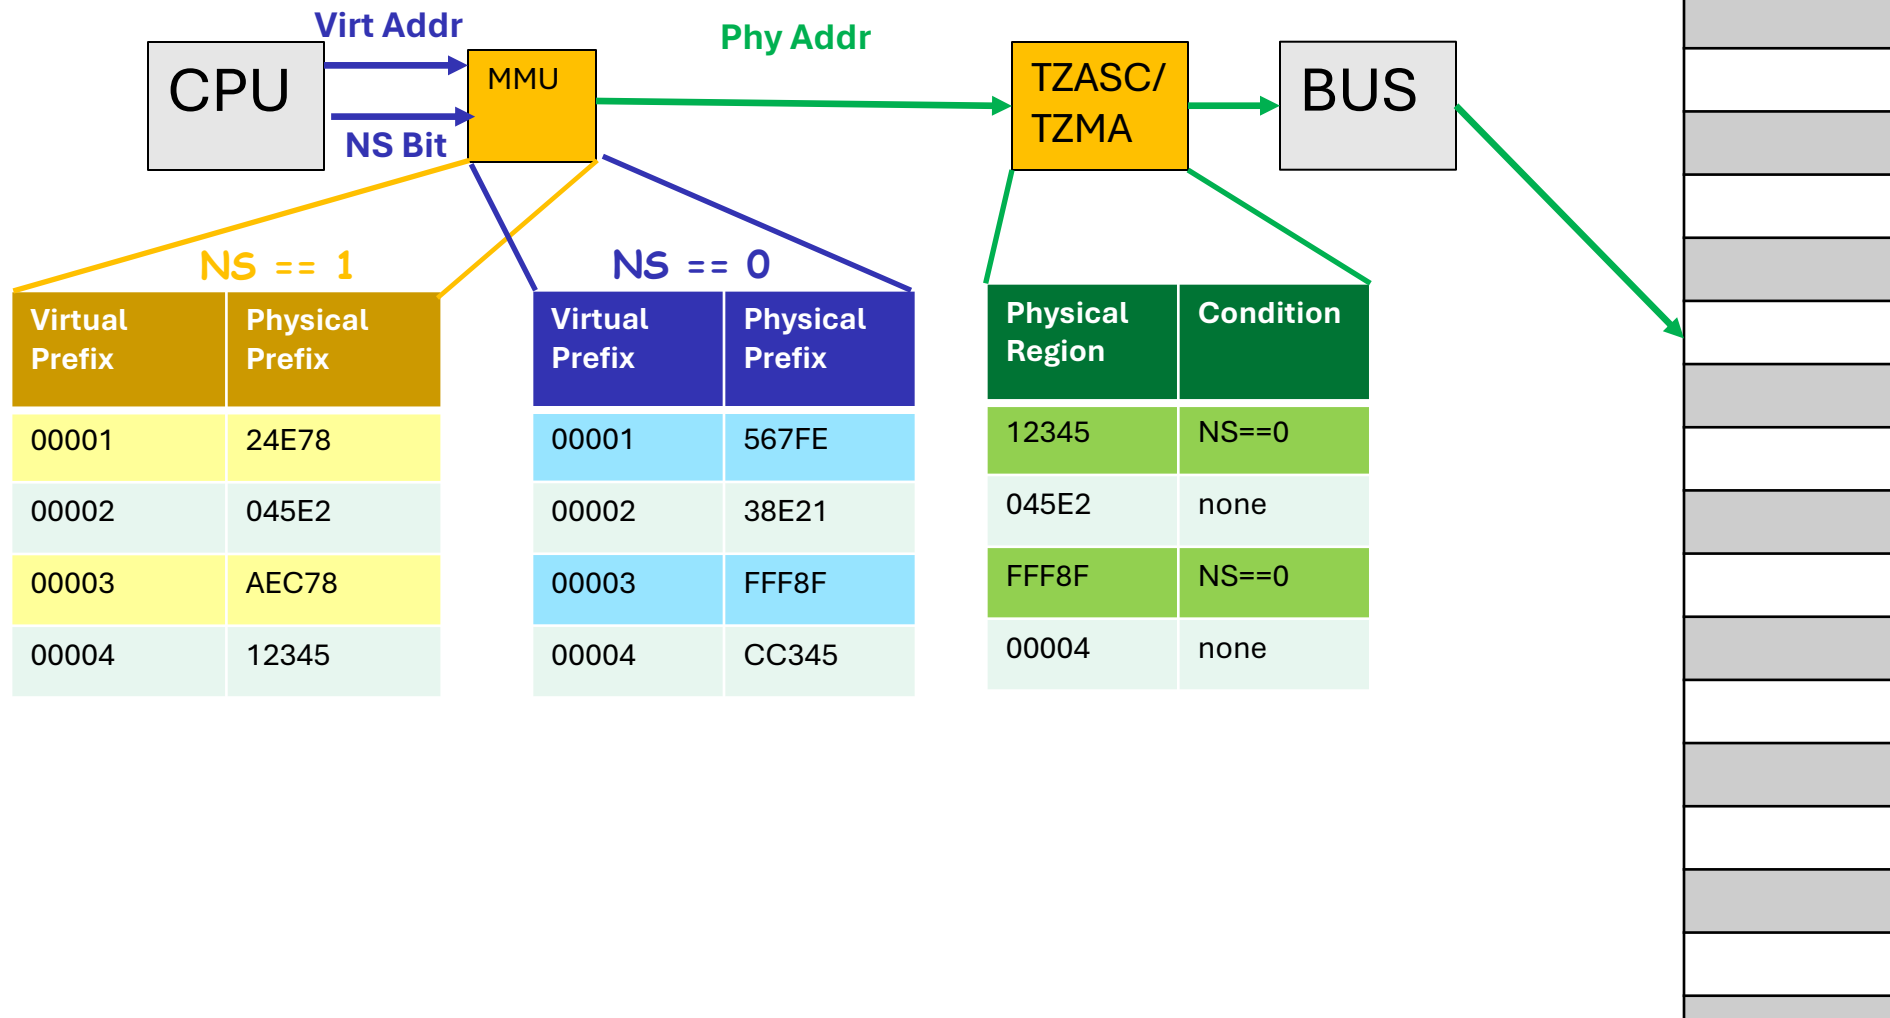 Virt Addr
Phy Addr
CPU
MMU
TZASC/
TZMA
BUS
NS Bit
NS == 1
NS == 0
Virtual Prefix
Physical Prefix
00001 24E78
00002 045E2
00003 AEC78
00004 12345
Virtual Prefix
Physical Prefix
00001 567FE
00002 38E21
00003 FFF8F
00004 CC345
Physical Region
Condition
12345 NS==0
045E2 none
FFF8F NS==0
00004 none